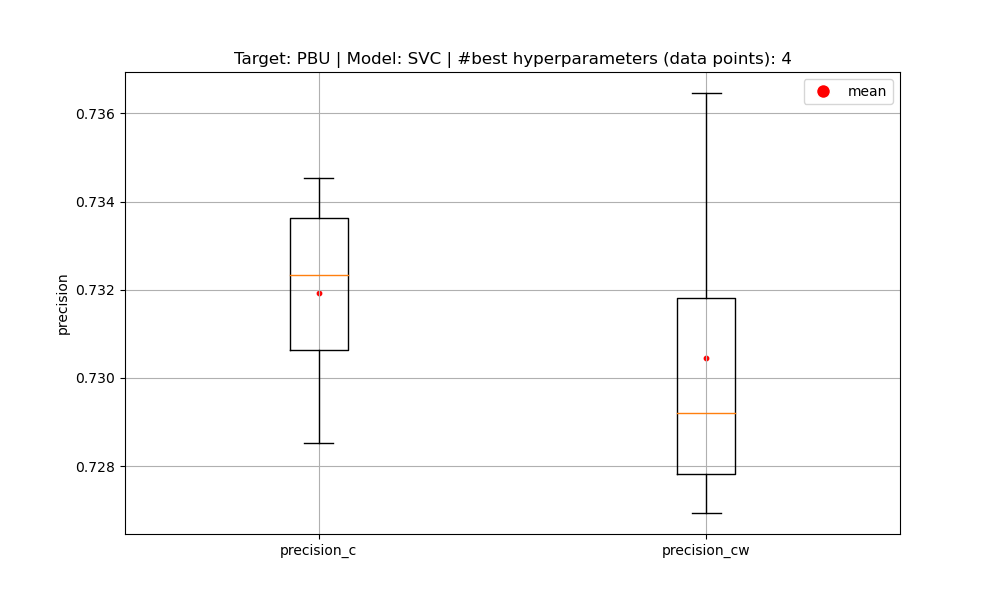 Target: PBU | Model: SVC | #best hyperparameters (data points): 4
mean
0.736
0.734
0.732
0.730
0.728
precision
precision_c
precision_cw